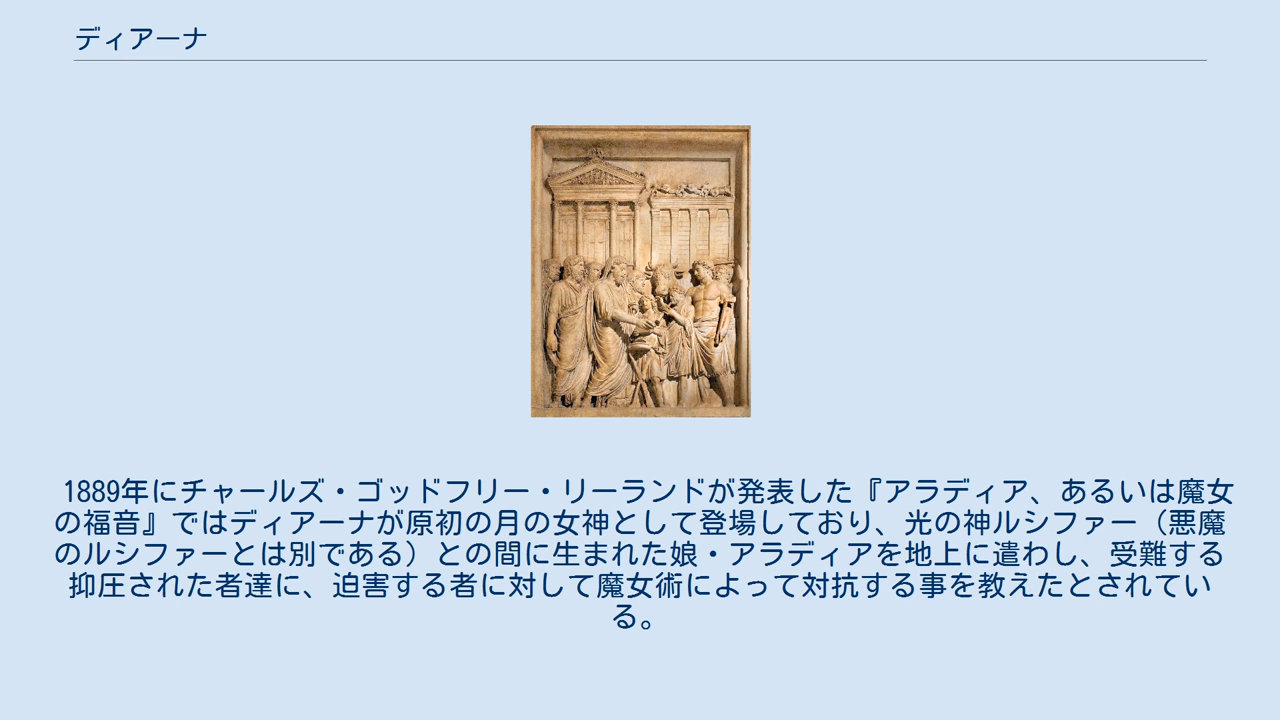 ディアーナ
1889年にチャールズ・ゴッドフリー・リーランドが発表した『アラディア、あるいは魔女
の福音』ではディアーナが原初の月の女神として登場しており、光の神ルシファー（悪魔
のルシファーとは別である）との間に生まれた娘・アラディアを地上に遣わし、受難する
抑圧された者達に、迫害する者に対して魔女術によって対抗する事を教えたとされてい
る。